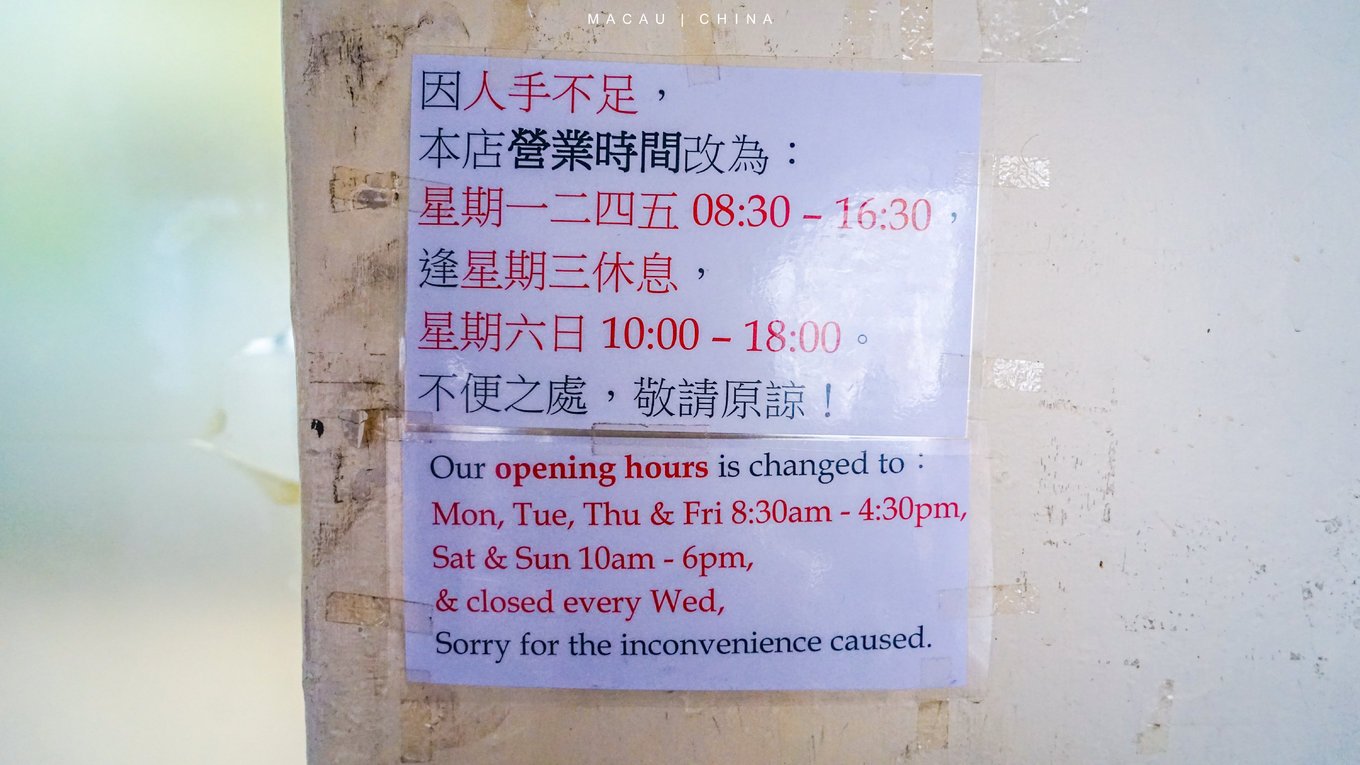 MACAU | CHINA
因人手不足，
本店營業時間改為：
星期一二四五 08:30 – 16:30，
逢星期三休息，
星期六日 10:00 – 18:00。
不便之處，敬請原諒！
Our opening hours is changed to：
Mon, Tue, Thu & Fri 8:30am - 4:30pm,
Sat & Sun 10am - 6pm,
& closed every Wed,
Sorry for the inconvenience caused.